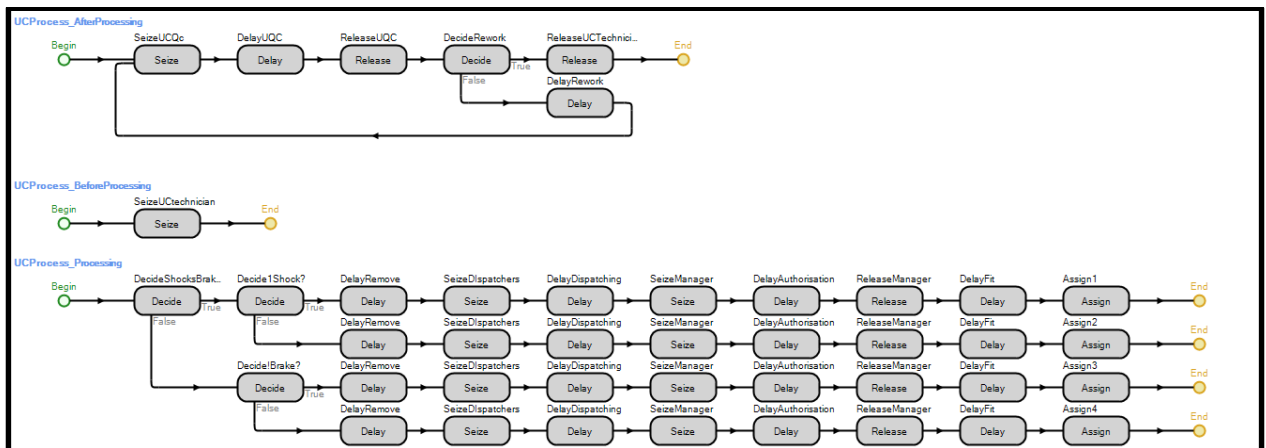 UCProcess_AfterProcessing
Begin SeizeUCQc DelayUQC ReleaseUQC DecideRework ReleaseUCTechnici... End
Seize Delay Release Decide Release
True
False DelayRework
Delay
UCProcess_BeforeProcessing
Begin SeizeUCtechnician End
Seize
UCProcess_Processing
Begin DecideShocksBrak... Decide1Shock? DelayRemove SeizeDIspatchers DelayDispatching SeizeManager DelayAuthorisation ReleaseManager DelayFit Assign1 End
Decide Decide Delay Seize Delay Seize Delay Release Delay Assign
True True
False False DelayRemove SeizeDIspatchers DelayDispatching SeizeManager DelayAuthorisation ReleaseManager DelayFit Assign2 End
Delay Seize Delay Seize Delay Release Delay Assign
Decide!Brake? DelayRemove SeizeDIspatchers DelayDispatching SeizeManager DelayAuthorisation ReleaseManager DelayFit Assign3 End
Decide Delay Seize Delay Seize Delay Release Delay Assign
True
False DelayRemove SeizeDIspatchers DelayDispatching SeizeManager DelayAuthorisation ReleaseManager DelayFit Assign4 End
Delay Seize Delay Seize Delay Release Delay Assign